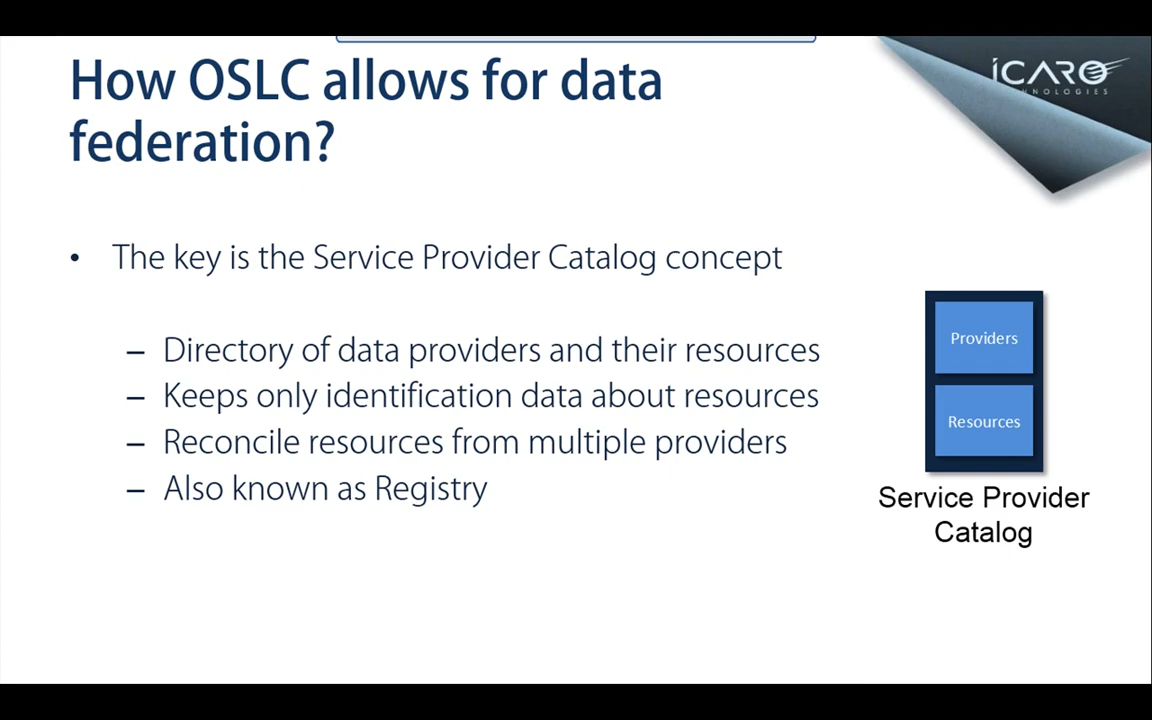 How OSLC allows for data
federation?
iCARO
• The key is the Service Provider Catalog concept
– Directory of data providers and their resources
– Keeps only identification data about resources
– Reconcile resources from multiple providers
– Also known as Registry
Providers
Resources
Service Provider
Catalog